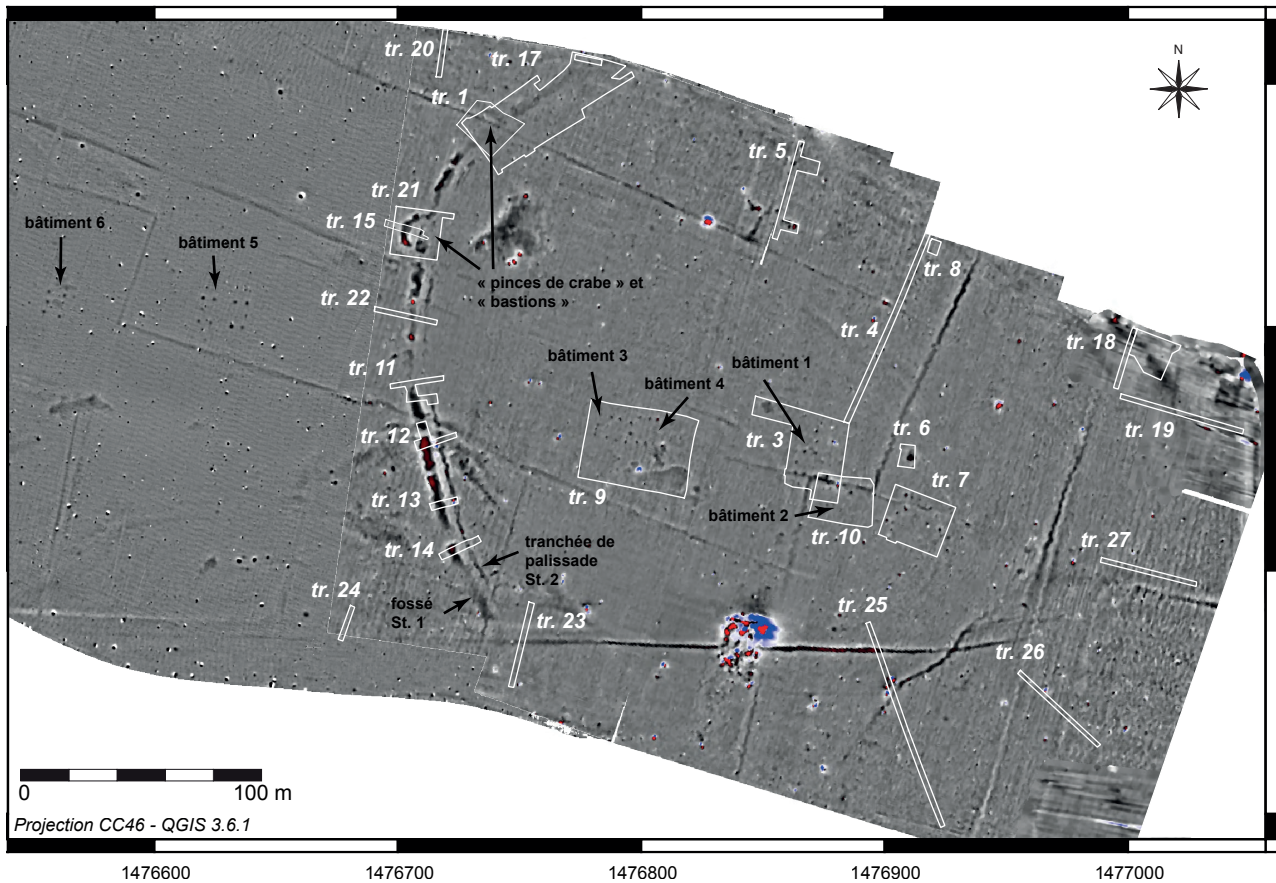 N
tr. 20
tr. 17
tr. 1
tr. 5
tr. 21
tr. 15
bâtiment 6
bâtiment 5
« pinces de crabe » et
« bastions »
tr. 8
tr. 22
tr. 4
tr. 18
tr. 11
bâtiment 3
bâtiment 1
bâtiment 4
tr. 19
tr. 12
tr. 3
tr. 6
tr. 13
tr. 9
tr. 7
bâtiment 2
tr. 10
tr. 14
tranchée de
palissade
St. 2
tr. 27
fossé
St. 1
tr. 24
tr. 23
tr. 25
tr. 26
0
100 m
Projection CC46 - QGIS 3.6.1
1476600
1476700
1476800
1476900
1477000